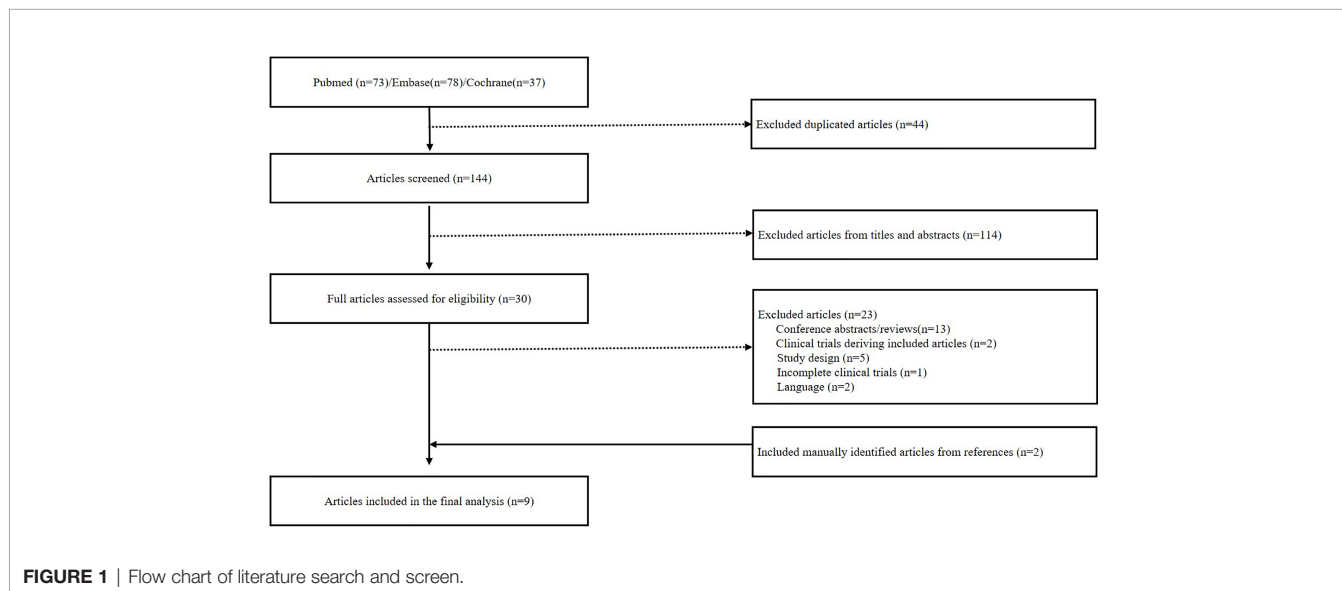 Pubmed (n=73)/Embase(n=78)/Cochrane(n=37)
Excluded duplicated articles (n=44)
Articles screened (n=144)
Excluded articles from titles and abstracts (n=114)
Full articles assessed for eligibility (n=30)
Excluded articles (n=23)
Conference abstracts/reviews(n=13)
Clinical trials deriving included articles (n=2)
Study design (n=5)
Incomplete clinical trials (n=1)
Language (n=2)
Included manually identified articles from references (n=2)
Articles included in the final analysis (n=9)
FIGURE 1 | Flow chart of literature search and screen.